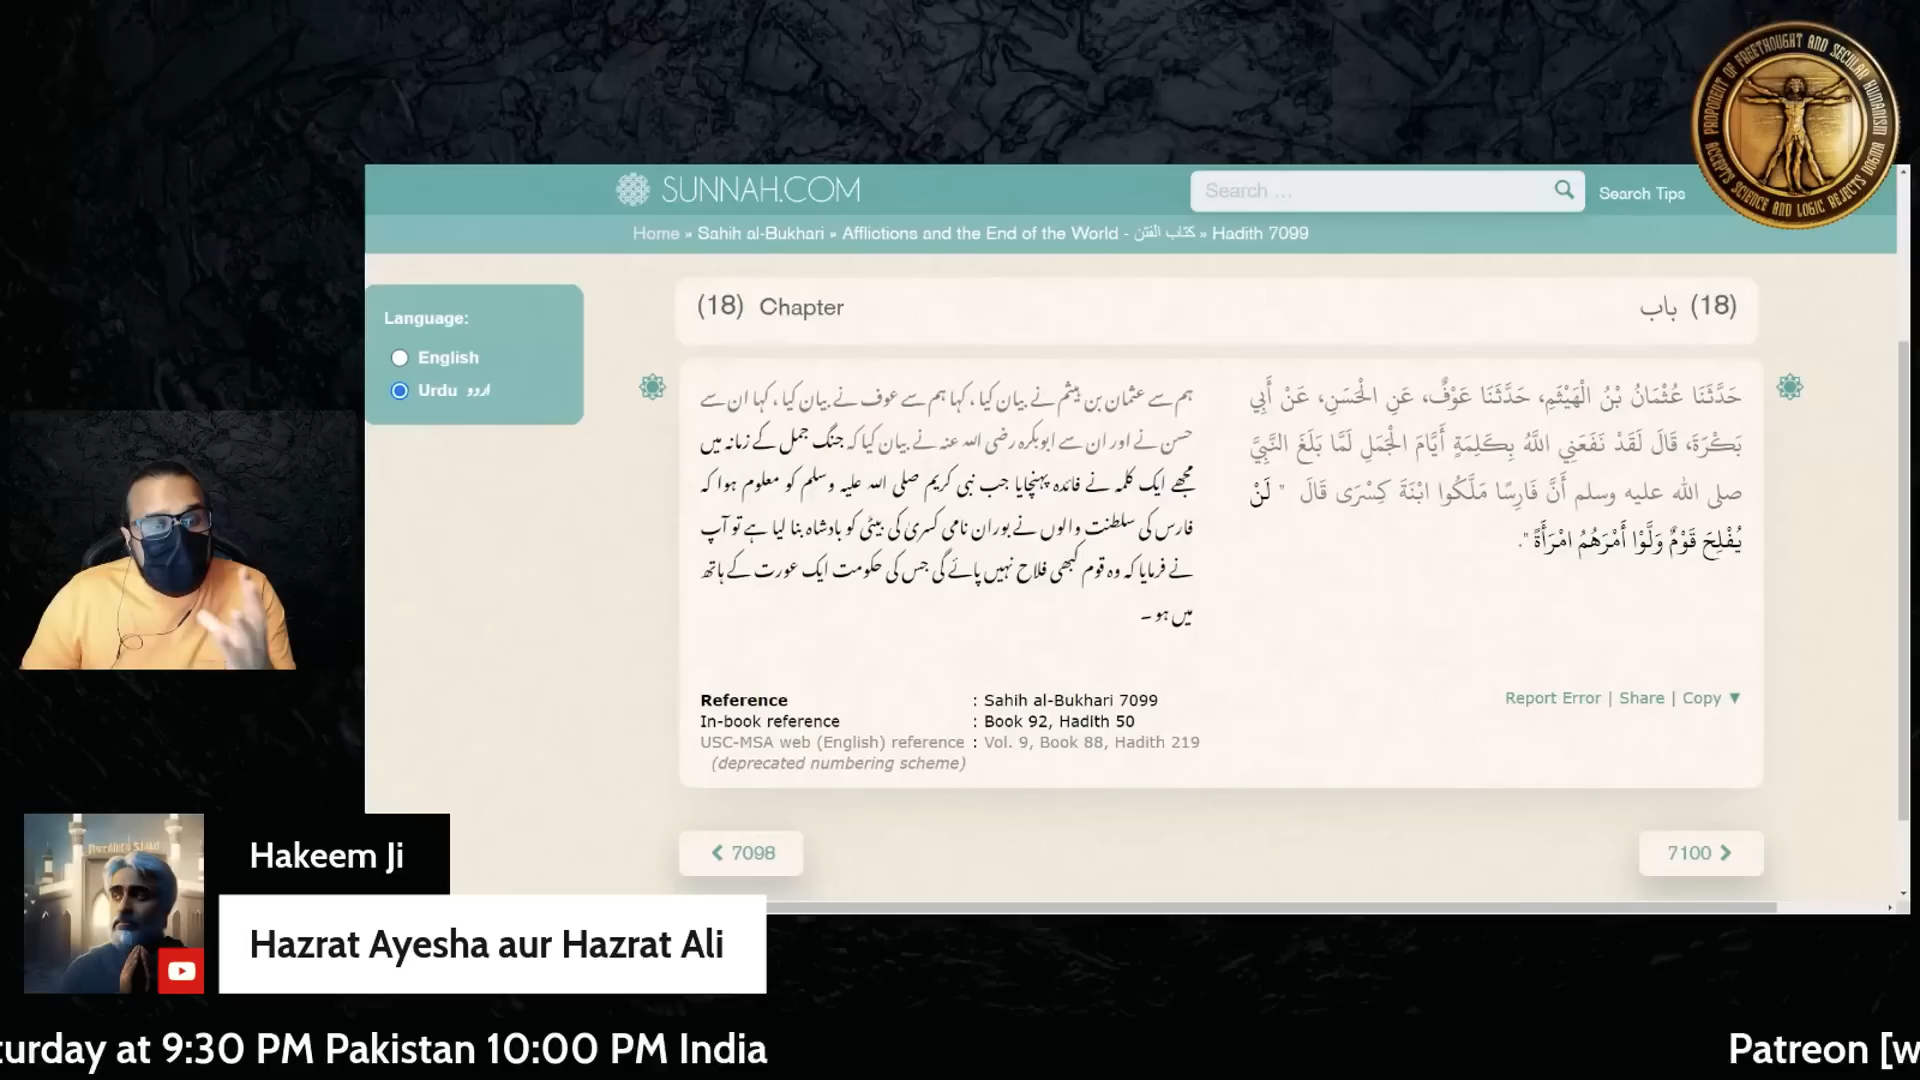 PROPONENT OF FREETHOUGHT AND SECULAR HUMANISM
ACCEPTS SCIENCE AND LOGIC REJECTS DOGMA
SUNNAH.COM
Search ...
Search Tips
Home » Sahih al-Bukhari » Afflictions and the End of the World - كتاب الفتن » Hadith 7099
Language:
English
Urdu اردو
(18) Chapter
(18) باب
ہم سے عثمان بن ہیثم نے بیان کیا، کہا ہم سے عوف نے بیان کیا، کہا ان سے
حسن نے اور ان سے ابوبکرہ رضی اللہ عنہ نے بیان کیا کہ جنگ جمل کے زمانہ میں
مجھے ایک کلمہ نے فائدہ پہنچایا جب نبی کریم صلی اللہ علیہ وسلم کو معلوم ہوا کہ
فارس کی سلطنت والوں نے بوران نامی کسریٰ کی بیٹی کو بادشاہ بنا لیا ہے تو آپ
نے فرمایا کہ وہ قوم کبھی فلاح نہیں پائے گی جس کی حکومت ایک عورت کے ہاتھ
میں ہو ۔
حَدَّثَنَا عُثْمَانُ بْنُ الْهَيْثَمِ، حَدَّثَنَا عَوْفٌ، عَنِ الْحَسَنِ، عَنْ أَبِي
بَكْرَةَ، قَالَ لَقَدْ نَفَعَنِي اللَّهُ بِكَلِمَةٍ أَيَّامَ الْجَمَلِ لَمَّا بَلَغَ النَّبِيَّ
صلى الله عليه وسلم أَنَّ فَارِسًا مَلَّكُوا ابْنَةَ كِسْرَى قَالَ ‏"‏ لَنْ
يُفْلِحَ قَوْمٌ وَلَّوْا أَمْرَهُمُ امْرَأَةً ‏"‏‏.‏
Reference : Sahih al-Bukhari 7099
In-book reference : Book 92, Hadith 50
USC-MSA web (English) reference : Vol. 9, Book 88, Hadith 219
(deprecated numbering scheme)
Report Error | Share | Copy ▼
7098
7100
Hakeem Ji
Hazrat Ayesha aur Hazrat Ali
turday at 9:30 PM Pakistan 10:00 PM India
Patreon [w